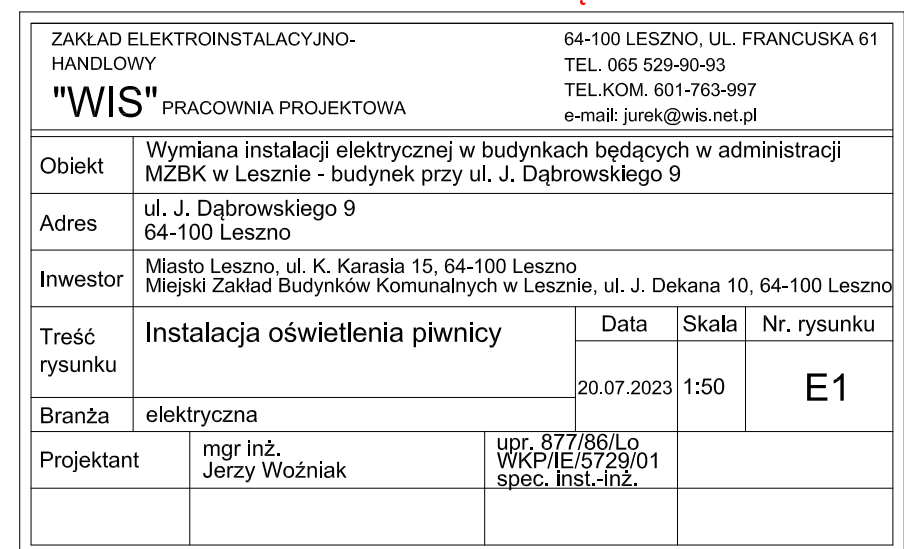 ZAKŁAD ELEKTROINSTALACYJNO-
HANDLOWY
"WIS" PRACOWNIA PROJEKTOWA
64-100 LESZNO, UL. FRANCUSKA 61
TEL. 065 529-90-93
TEL.KOM. 601-763-997
e-mail: jurek@wis.net.pl
Obiekt
Wymiana instalacji elektrycznej w budynkach będących w administracji
MZBK w Lesznie - budynek przy ul. J. Dąbrowskiego 9
Adres
ul. J. Dąbrowskiego 9
64-100 Leszno
Inwestor
Miasto Leszno, ul. K. Karasia 15, 64-100 Leszno
Miejski Zakład Budynków Komunalnych w Lesznie, ul. J. Dekana 10, 64-100 Leszno
Treść
rysunku
Instalacja oświetlenia piwnicy
Data
Skala
Nr. rysunku
20.07.2023
1:50
E1
Branża
elektryczna
Projektant
mgr inż.
Jerzy Woźniak
upr. 877/86/Lo
WKP/IE/5729/01
spec. inst.-inż.